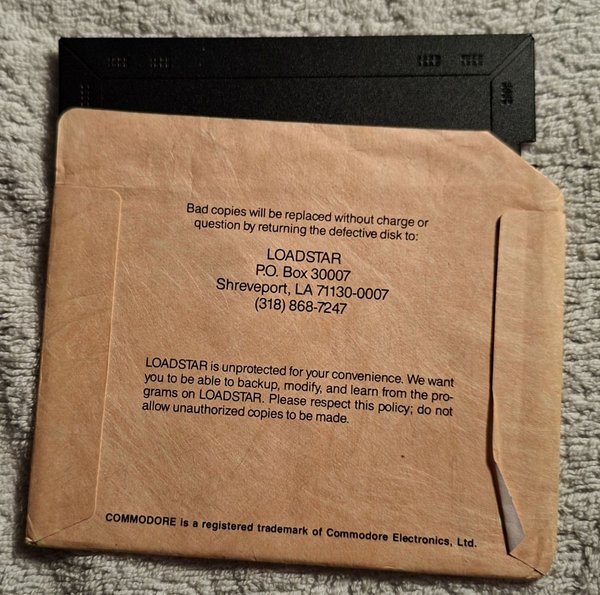 Bad copies will be replaced without charge or
question by returning the defective disk to:
LOADSTAR
P.O. Box 30007
Shreveport, LA 71130-0007
(318) 868-7247
LOADSTAR is unprotected for your convenience. We want
you to be able to backup, modify, and learn from the pro-
grams on LOADSTAR. Please respect this policy; do not
allow unauthorized copies to be made.
COMMODORE is a registered trademark of Commodore Electronics, Ltd.